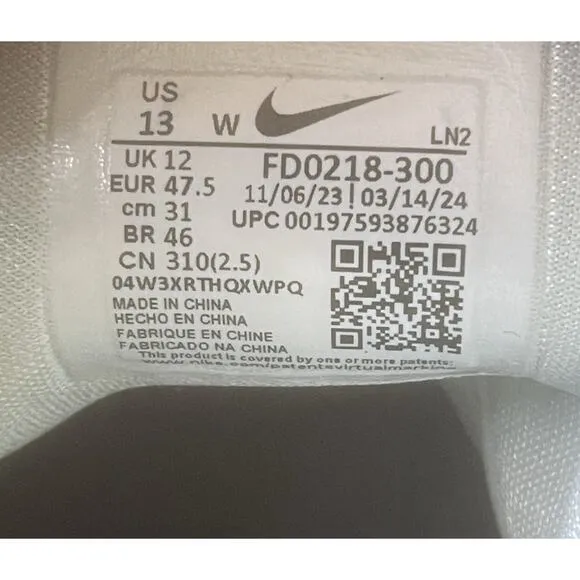 US
13 W
LN2
UK 12
EUR 47.5
cm 31
BR 46
CN 310(2.5)
FD0218-300
11/06/23 | 03/14/24
UPC 00197593876324
04W3XRTHQXWPQ
MADE IN CHINA
HECHO EN CHINA
FABRIQUE EN CHINE
FABRICADO NA CHINA
This product is covered by one or more patents: